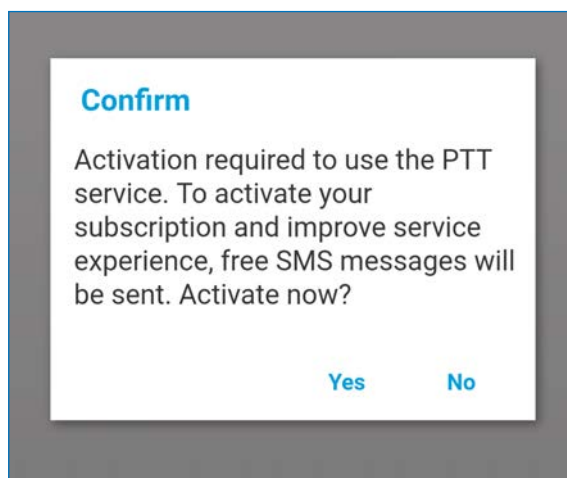 Confirm
Activation required to use the PTT
service. To activate your
subscription and improve service
experience, free SMS messages will
be sent. Activate now?
Yes No